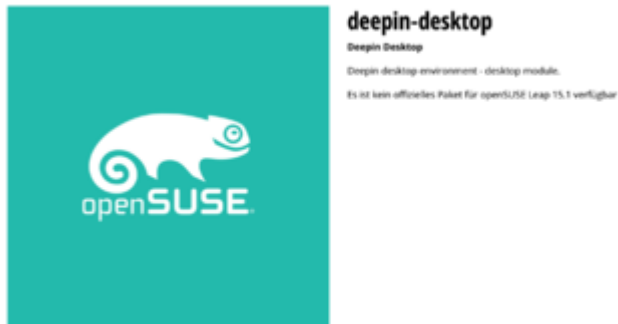 openSUSE.
deepin-desktop
Deepin Desktop
Deepin desktop environment - desktop module.
Es ist kein offizielles Paket für openSUSE Leap 15.1 verfügbar